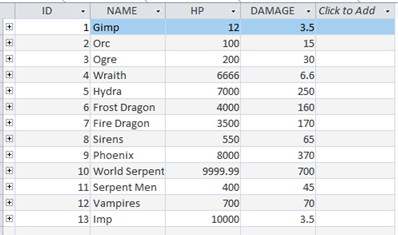 ID NAME HP DAMAGE Click to Add
1 Gimp 12 3.5
2 Orc 100 15
3 Ogre 200 30
4 Wraith 6666 6.6
5 Hydra 7000 250
6 Frost Dragon 4000 160
7 Fire Dragon 3500 170
8 Sirens 550 65
9 Phoenix 8000 370
10 World Serpent 9999.99 700
11 Serpent Men 400 45
12 Vampires 700 70
13 Imp 10000 3.5